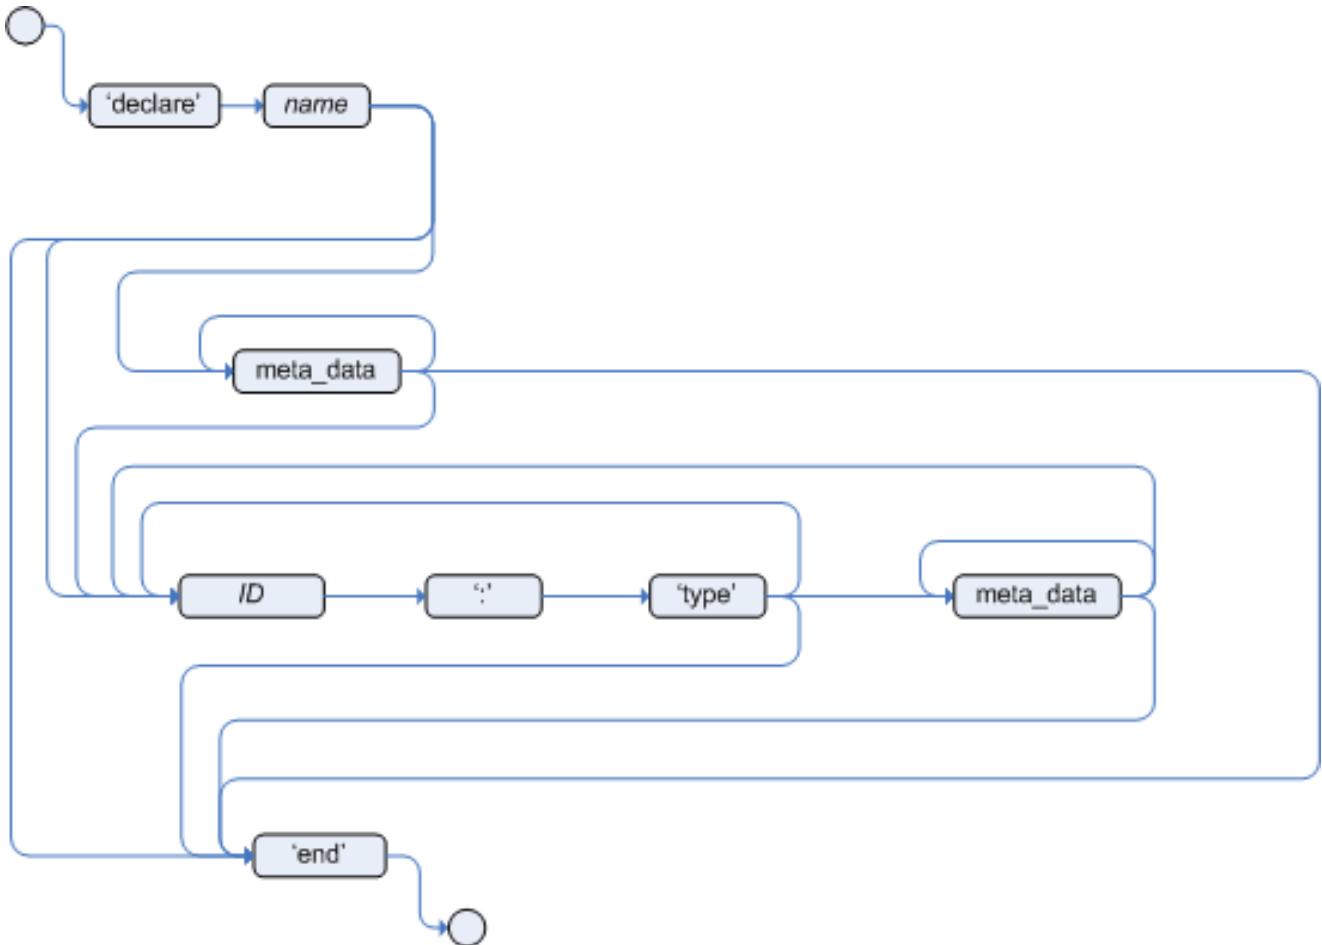 ‘declare’ name
meta_data
ID ‘:’ ‘type’ meta_data
‘end’